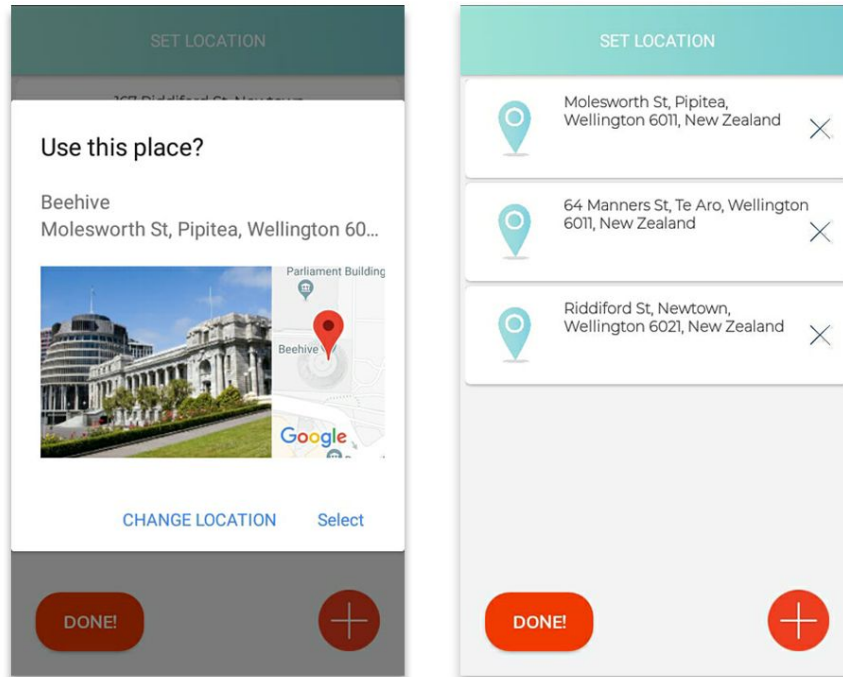 SET LOCATION
Use this place?
Beehive
Molesworth St, Pipitea, Wellington 60...
Parliament Building
Beehive
Google
CHANGE LOCATION Select
DONE!
SET LOCATION
Molesworth St, Pipitea,
Wellington 6011, New Zealand
64 Manners St, Te Aro, Wellington
6011, New Zealand
Riddiford St, Newtown,
Wellington 6021, New Zealand
DONE!